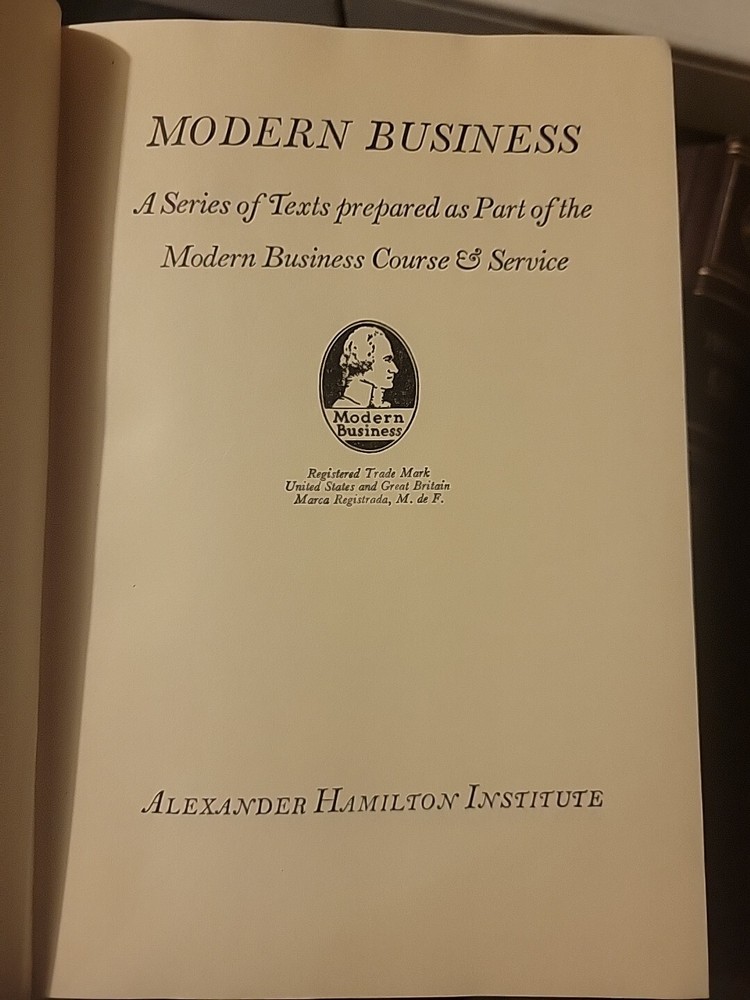 MODERN BUSINESS
A Series of Texts prepared as Part of the
Modern Business Course & Service
Modern
Business
Registered Trade Mark
United States and Great Britain
Marca Registrada, M. de F.
ALEXANDER HAMILTON INSTITUTE